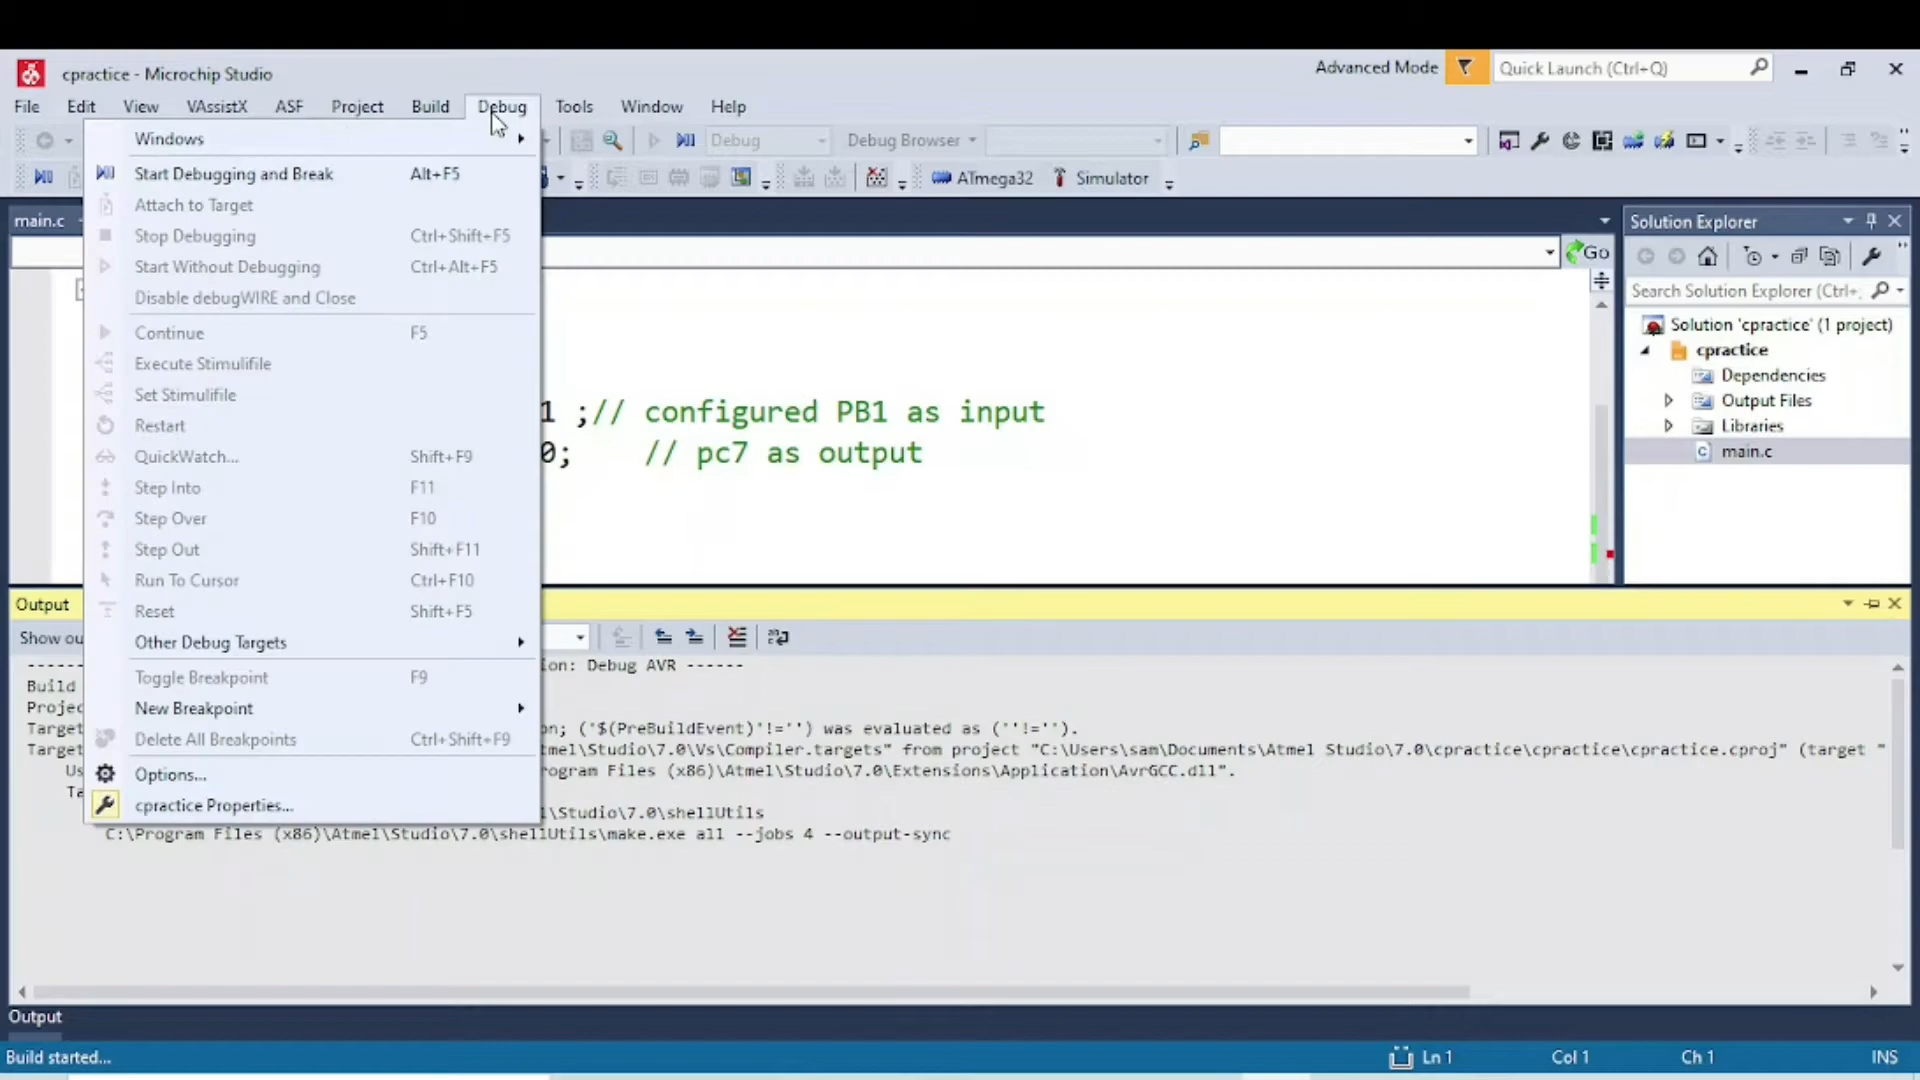 cpractice - Microchip Studio
Advanced Mode
Quick Launch (Ctrl+Q)
File Edit View VAssistX ASF Project Build Debug Tools Window Help
Debug
Debug Browser
ATmega32
Simulator
main.c
Go
Windows
Start Debugging and Break Alt+F5
Attach to Target
Stop Debugging Ctrl+Shift+F5
Start Without Debugging Ctrl+Alt+F5
Disable debugWIRE and Close
Continue F5
Execute Stimulifile
Set Stimulifile
Restart
QuickWatch... Shift+F9
Step Into F11
Step Over F10
Step Out Shift+F11
Run To Cursor Ctrl+F10
Reset Shift+F5
Other Debug Targets
Toggle Breakpoint F9
New Breakpoint
Delete All Breakpoints Ctrl+Shift+F9
Options...
cpractice Properties...
1 ;// configured PB1 as input
0; // pc7 as output
Solution Explorer
Search Solution Explorer (Ctrl+
Solution 'cpractice' (1 project)
cpractice
Dependencies
Output Files
Libraries
main.c
Output
Show ou
------ ion: Debug AVR ------
Build
Projec
Target on; ('$(PreBuildEvent)'!='') was evaluated as (''!='').
Target tmel\Studio\7.0\Vs\Compiler.targets" from project "C:\Users\sam\Documents\Atmel Studio\7.0\cpractice\cpractice\cpractice.cproj" (target "
Us rogram Files (x86)\Atmel\Studio\7.0\Extensions\Application\AvrGCC.dll".
Ta
l\Studio\7.0\shellUtils
C:\Program Files (x86)\Atmel\Studio\7.0\shellUtils\make.exe all --jobs 4 --output-sync
Output
Build started...
Ln 1 Col 1 Ch 1 INS